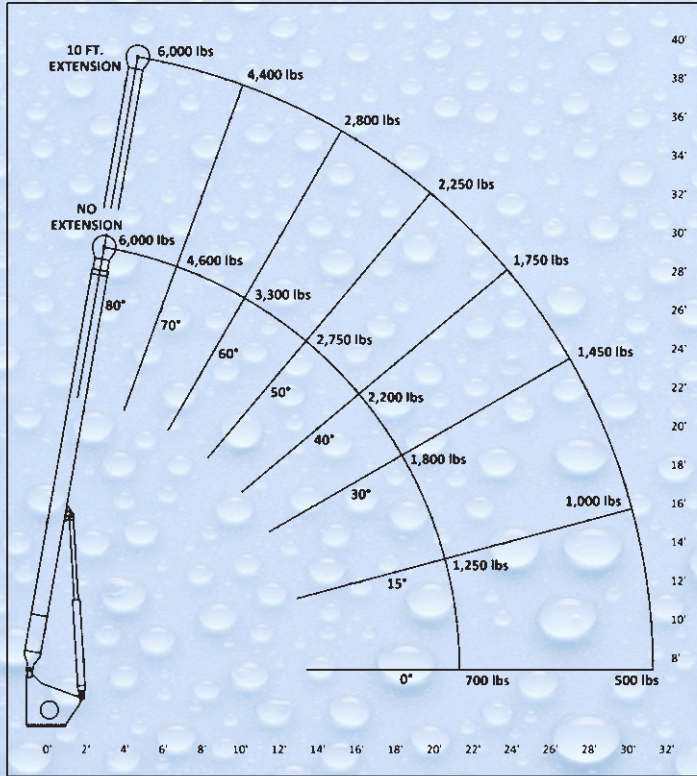 40'
10 FT.
EXTENSION
6,000 lbs
38'
4,400 lbs
36'
2,800 lbs
34'
2,250 lbs
32'
NO
EXTENSION
6,000 lbs
30'
4,600 lbs
1,750 lbs
28'
80°
3,300 lbs
26'
70°
2,750 lbs
24'
60°
1,450 lbs
22'
50°
2,200 lbs
20'
40°
1,800 lbs
18'
30°
1,000 lbs
16'
14'
1,250 lbs
15°
12'
10'
8'
0°
700 lbs
500 lbs
0' 2' 4' 6' 8' 10' 12' 14' 16' 18' 20' 22' 24' 26' 28' 30' 32'